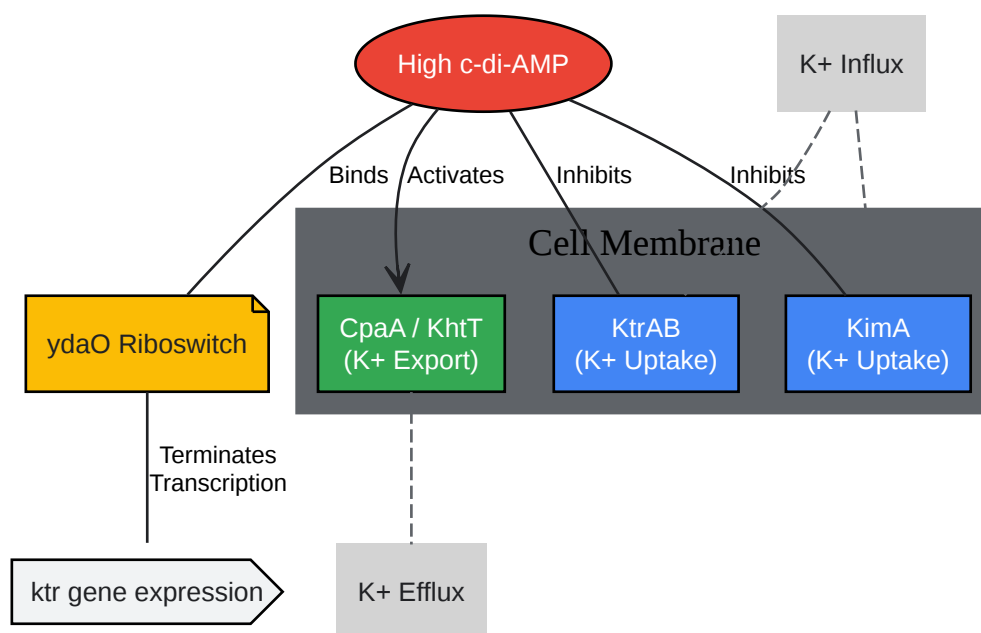 High c-di-AMP
K+ Influx
Binds
Activates
Inhibits
Inhibits
Cell Membrane
ydaO Riboswitch
CpaA / KhtT
(K+ Export)
KtrAB
(K+ Uptake)
KimA
(K+ Uptake)
Terminates
Transcription
ktr gene expression
K+ Efflux